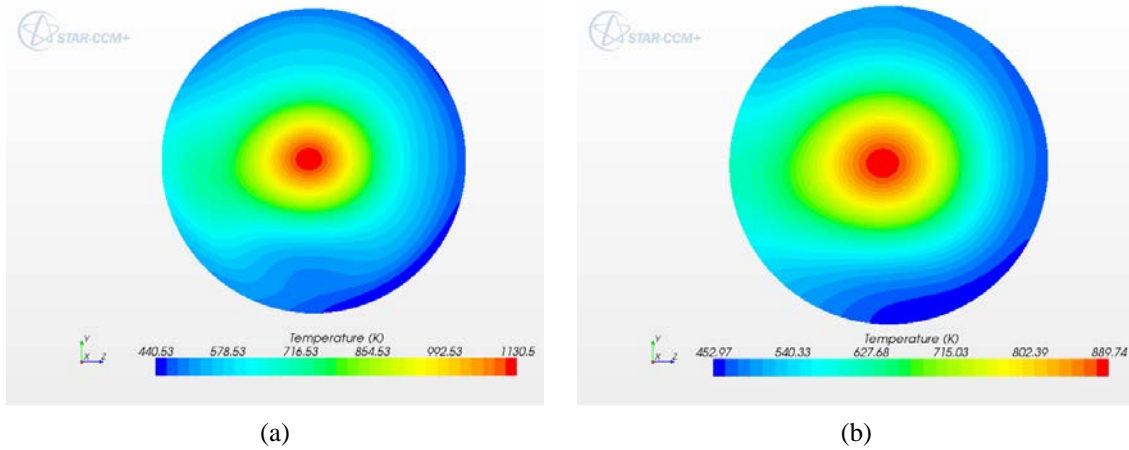 STAR-CCM+
Y
X Z
Temperature (K)
440.53 578.53 716.53 854.53 992.53 1130.5
(a)
STAR-CCM+
Y
X Z
Temperature (K)
452.97 540.33 627.68 715.03 802.39 889.74
(b)